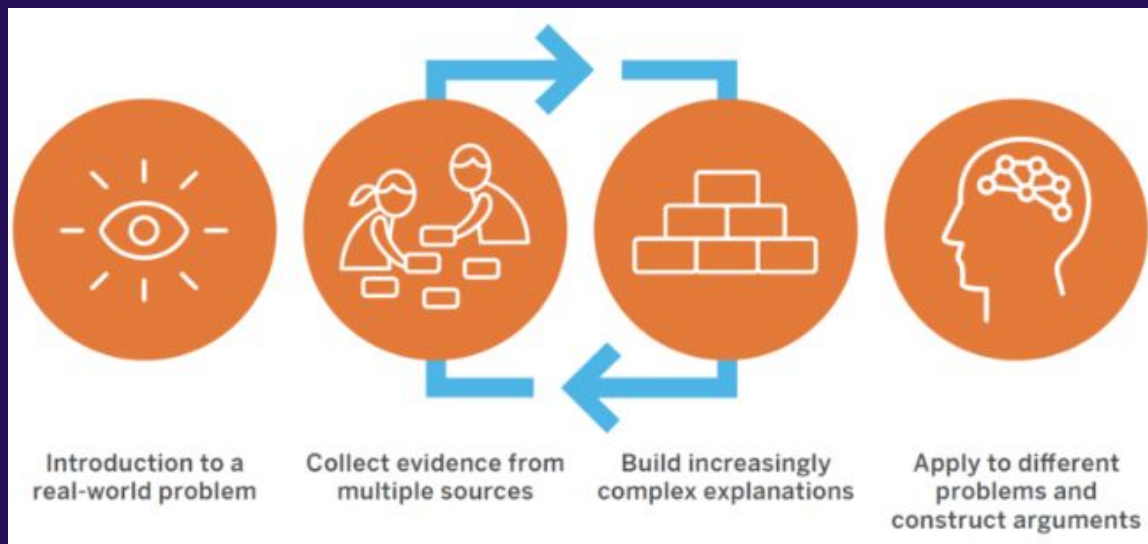 Introduction to a
real-world problem
Collect evidence from
multiple sources
Build increasingly
complex explanations
Apply to different
problems and
construct arguments